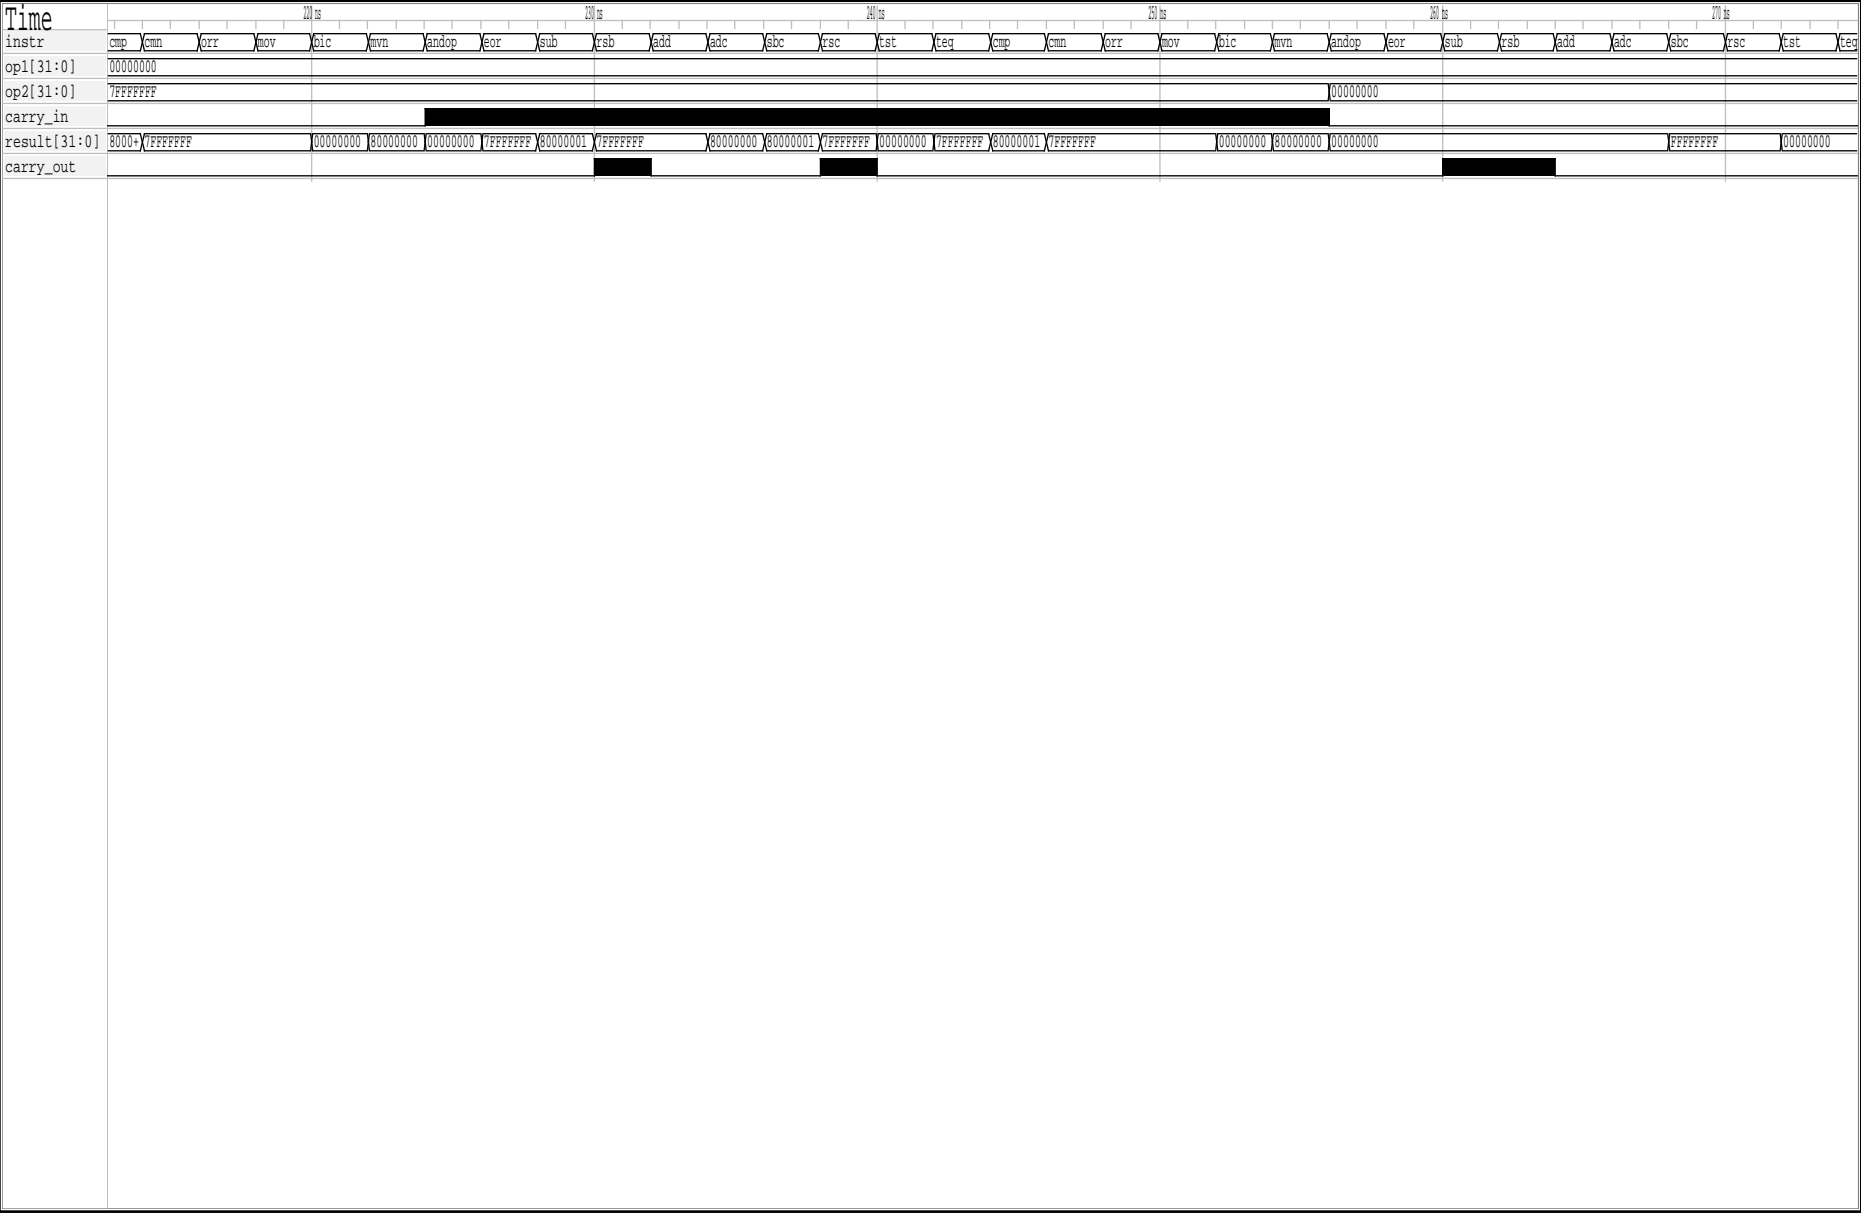 Time 220 ns 230 ns 240 ns 250 ns 260 ns 270 ns
instr cmp cmn orr mov bic mvn andop eor sub rsb add adc sbc rsc tst teq cmp cmn orr mov bic mvn andop eor sub rsb add adc sbc rsc tst teq
op1[31:0] 00000000
op2[31:0] 7FFFFFFF 00000000
carry_in
result[31:0] 8000+ 7FFFFFFF 00000000 80000000 00000000 7FFFFFFF 80000001 7FFFFFFF 80000000 80000001 7FFFFFFF 00000000 7FFFFFFF 80000001 7FFFFFFF 00000000 80000000 00000000 FFFFFFFF 00000000
carry_out